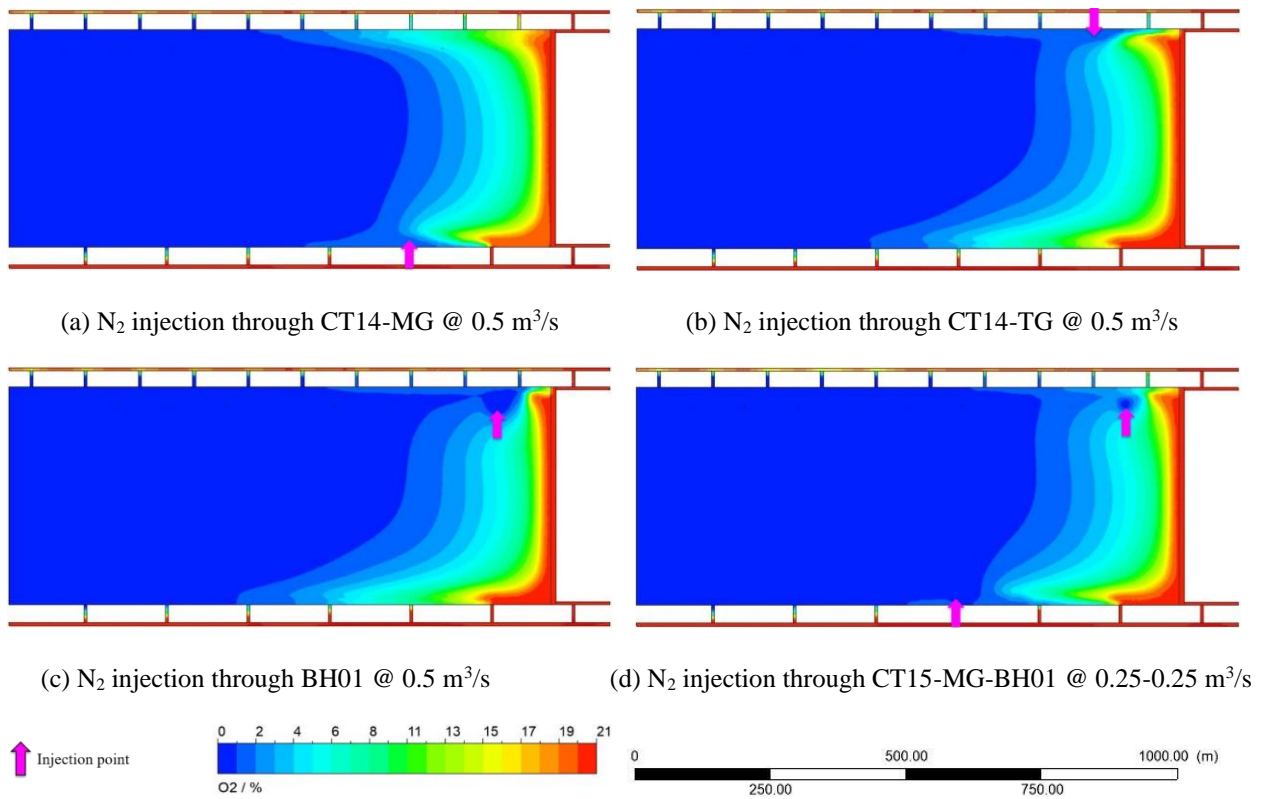 (a) N₂ injection through CT14-MG @ 0.5 m³/s
(b) N₂ injection through CT14-TG @ 0.5 m³/s
(c) N₂ injection through BH01 @ 0.5 m³/s
(d) N₂ injection through CT15-MG-BH01 @ 0.25-0.25 m³/s
Injection point
0 2 4 6 8 11 13 15 17 19 21
O2 / %
0 500.00 1000.00 (m)
250.00 750.00